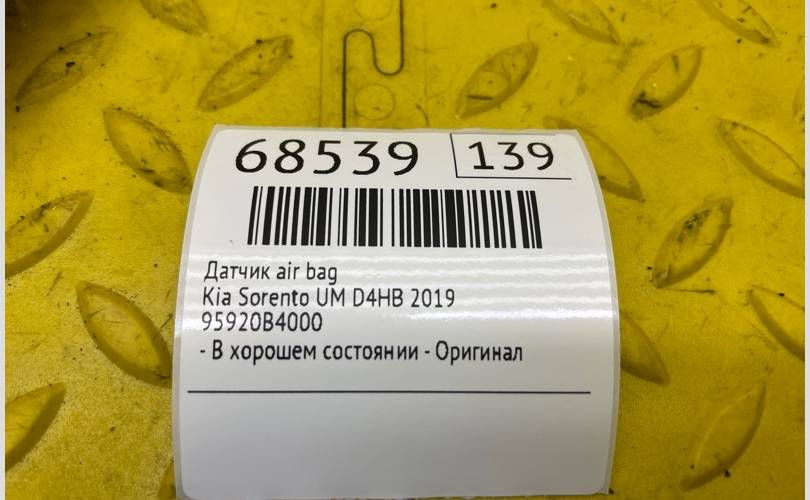 68539 139
Датчик air bag
Kia Sorento UM D4HB 2019
95920B4000
- В хорошем состоянии - Оригинал